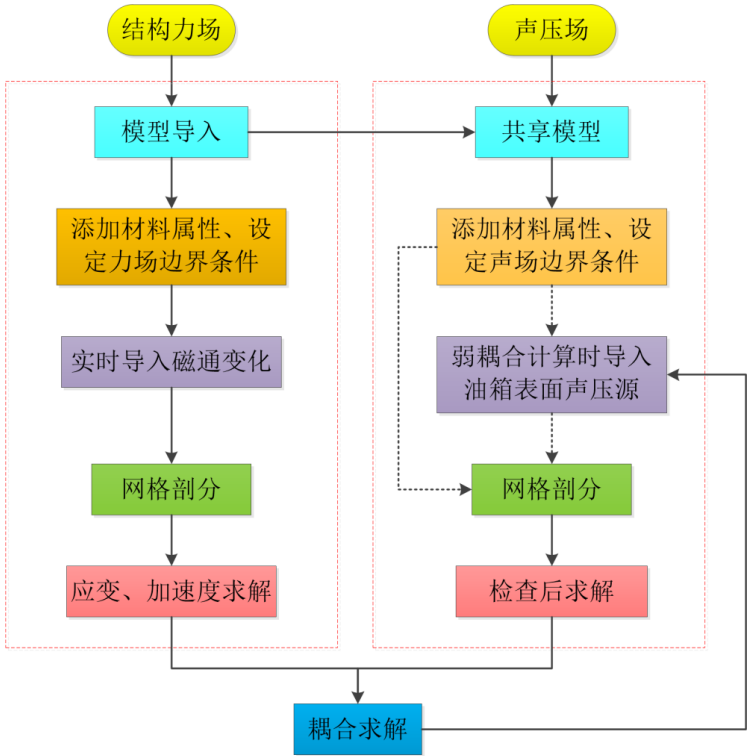 结构力场
模型导入
添加材料属性、设
定力场边界条件
实时导入磁通变化
网格剖分
应变、加速度求解
声压场
共享模型
添加材料属性、设
定声场边界条件
弱耦合计算时导入
油箱表面声压源
网格剖分
检查后求解
耦合求解